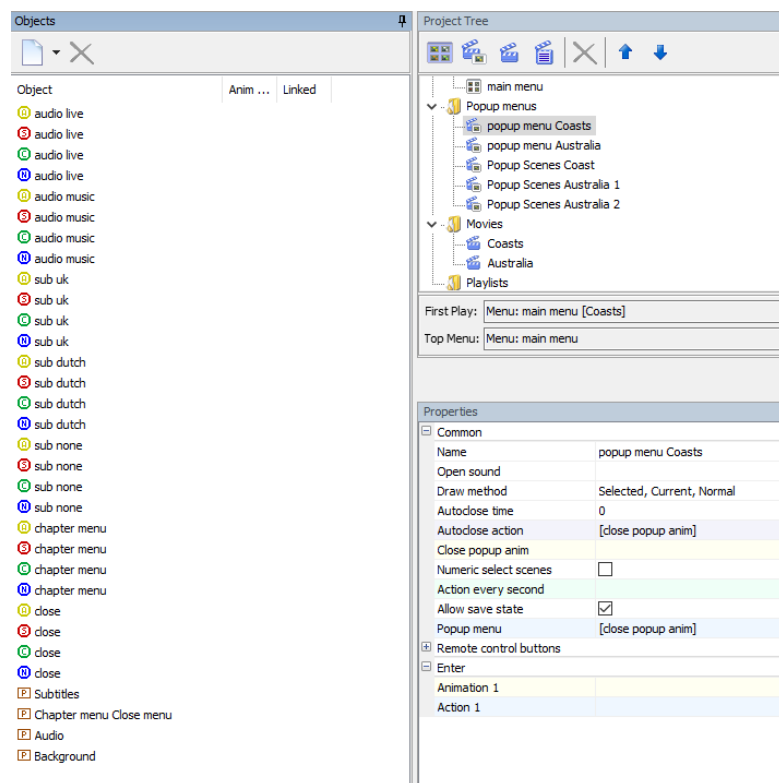 Objects
Object Anim ... Linked
A audio live
S audio live
C audio live
N audio live
A audio music
S audio music
C audio music
N audio music
A sub uk
S sub uk
C sub uk
N sub uk
A sub dutch
S sub dutch
C sub dutch
N sub dutch
A sub none
S sub none
C sub none
N sub none
A chapter menu
S chapter menu
C chapter menu
N chapter menu
A close
S close
C close
N close
P Subtitles
P Chapter menu Close menu
P Audio
P Background
Project Tree
main menu
Popup menus
popup menu Coasts
popup menu Australia
Popup Scenes Coast
Popup Scenes Australia 1
Popup Scenes Australia 2
Movies
Coasts
Australia
Playlists
First Play: Menu: main menu [Coasts]
Top Menu: Menu: main menu
Properties
Common
Name popup menu Coasts
Open sound
Draw method Selected, Current, Normal
Autoclose time 0
Autoclose action [close popup anim]
Close popup anim
Numeric select scenes
Action every second
Allow save state
Popup menu [close popup anim]
Remote control buttons
Enter
Animation 1
Action 1